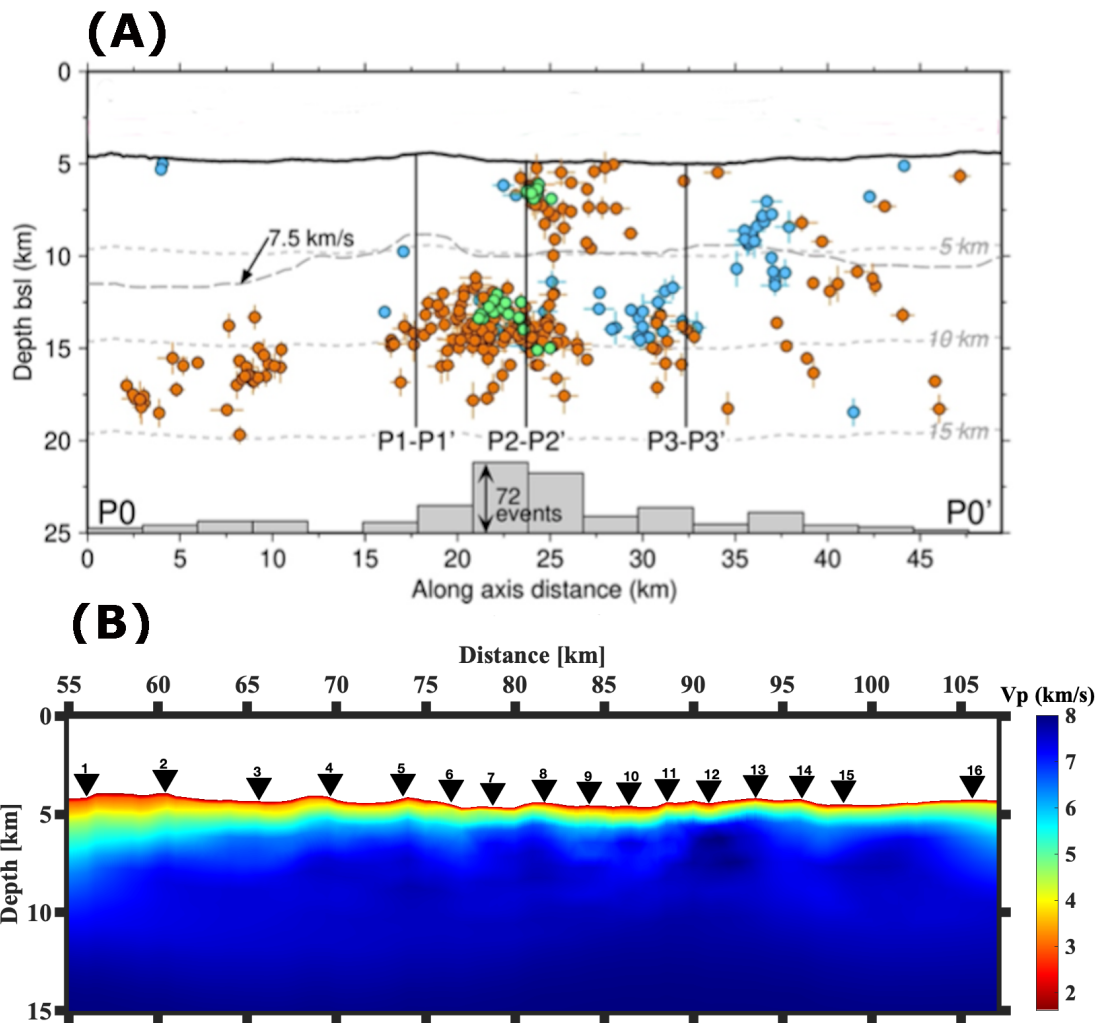 (A)
0
5
10
15
20
25
Depth bsl (km)
7.5 km/s
5 km
10 km
15 km
P1-P1’ P2-P2’ P3-P3’
72
events
P0 P0’
0 5 10 15 20 25 30 35 40 45
Along axis distance (km)
(B)
Distance [km]
55 60 65 70 75 80 85 90 95 100 105
Vp (km/s)
0
5
10
15
Depth [km]
1 2 3 4 5 6 7 8 9 10 11 12 13 14 15 16
8
7
6
5
4
3
2